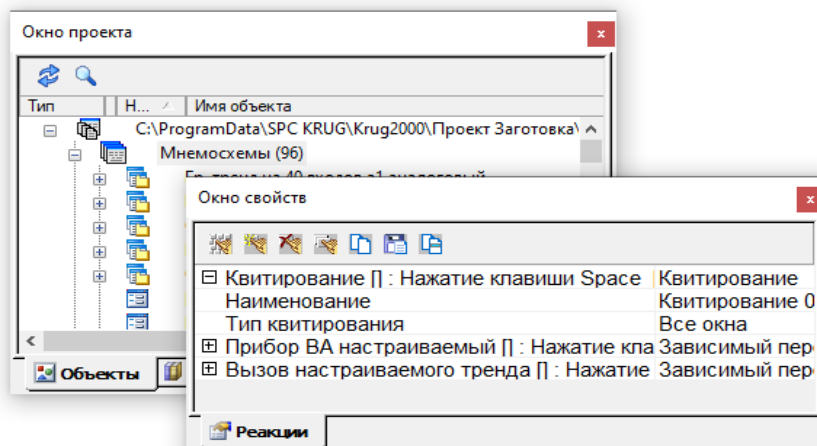 Окно проекта
Тип Н... Имя объекта
C:\ProgramData\SPC KRUG\Krug2000\Проект Заготовка\
Мнемосхемы (96)
Окно свойств
Квитирование [] : Нажатие клавиши Space Квитирование
Наименование Квитирование 0
Тип квитирования Все окна
Прибор ВА настраиваемый [] : Нажатие кла Зависимый пер
Вызов настраиваемого тренда [] : Нажатие Зависимый пер
Объекты
Реакции